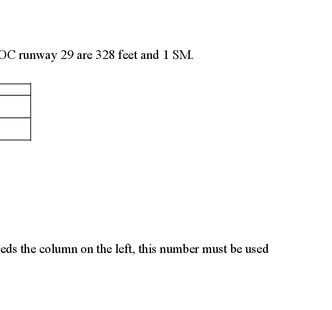 OC runway 29 are 328 feet and 1 SM.
eds the column on the left, this number must be used